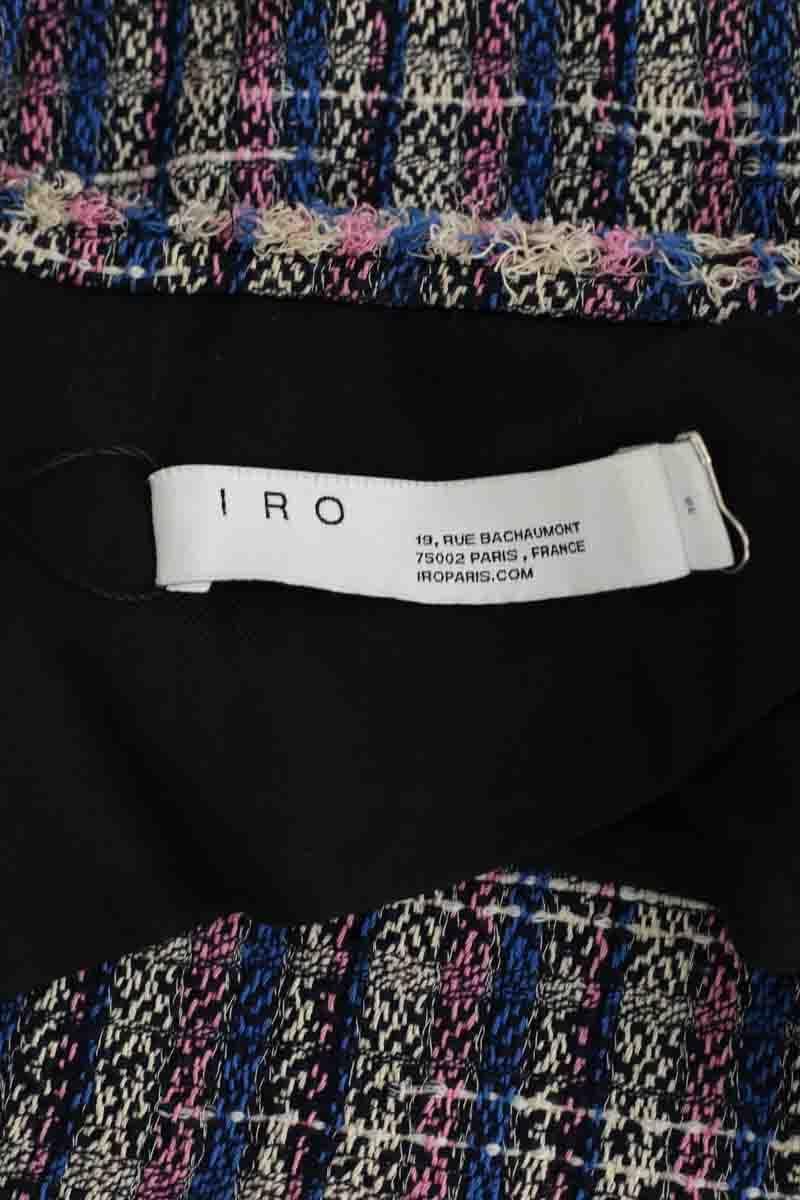 IRO
19, RUE BACHAUMONT
75002 PARIS, FRANCE
IROPARIS.COM